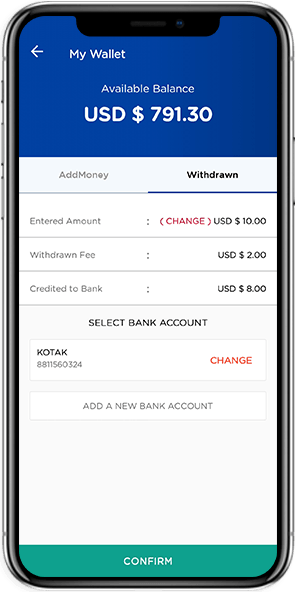 My Wallet
Available Balance
USD $ 791.30
AddMoney Withdrawn
Entered Amount : ( CHANGE ) USD $ 10.00
Withdrawn Fee : USD $ 2.00
Credited to Bank : USD $ 8.00
SELECT BANK ACCOUNT
KOTAK
8811560324
CHANGE
ADD A NEW BANK ACCOUNT
CONFIRM